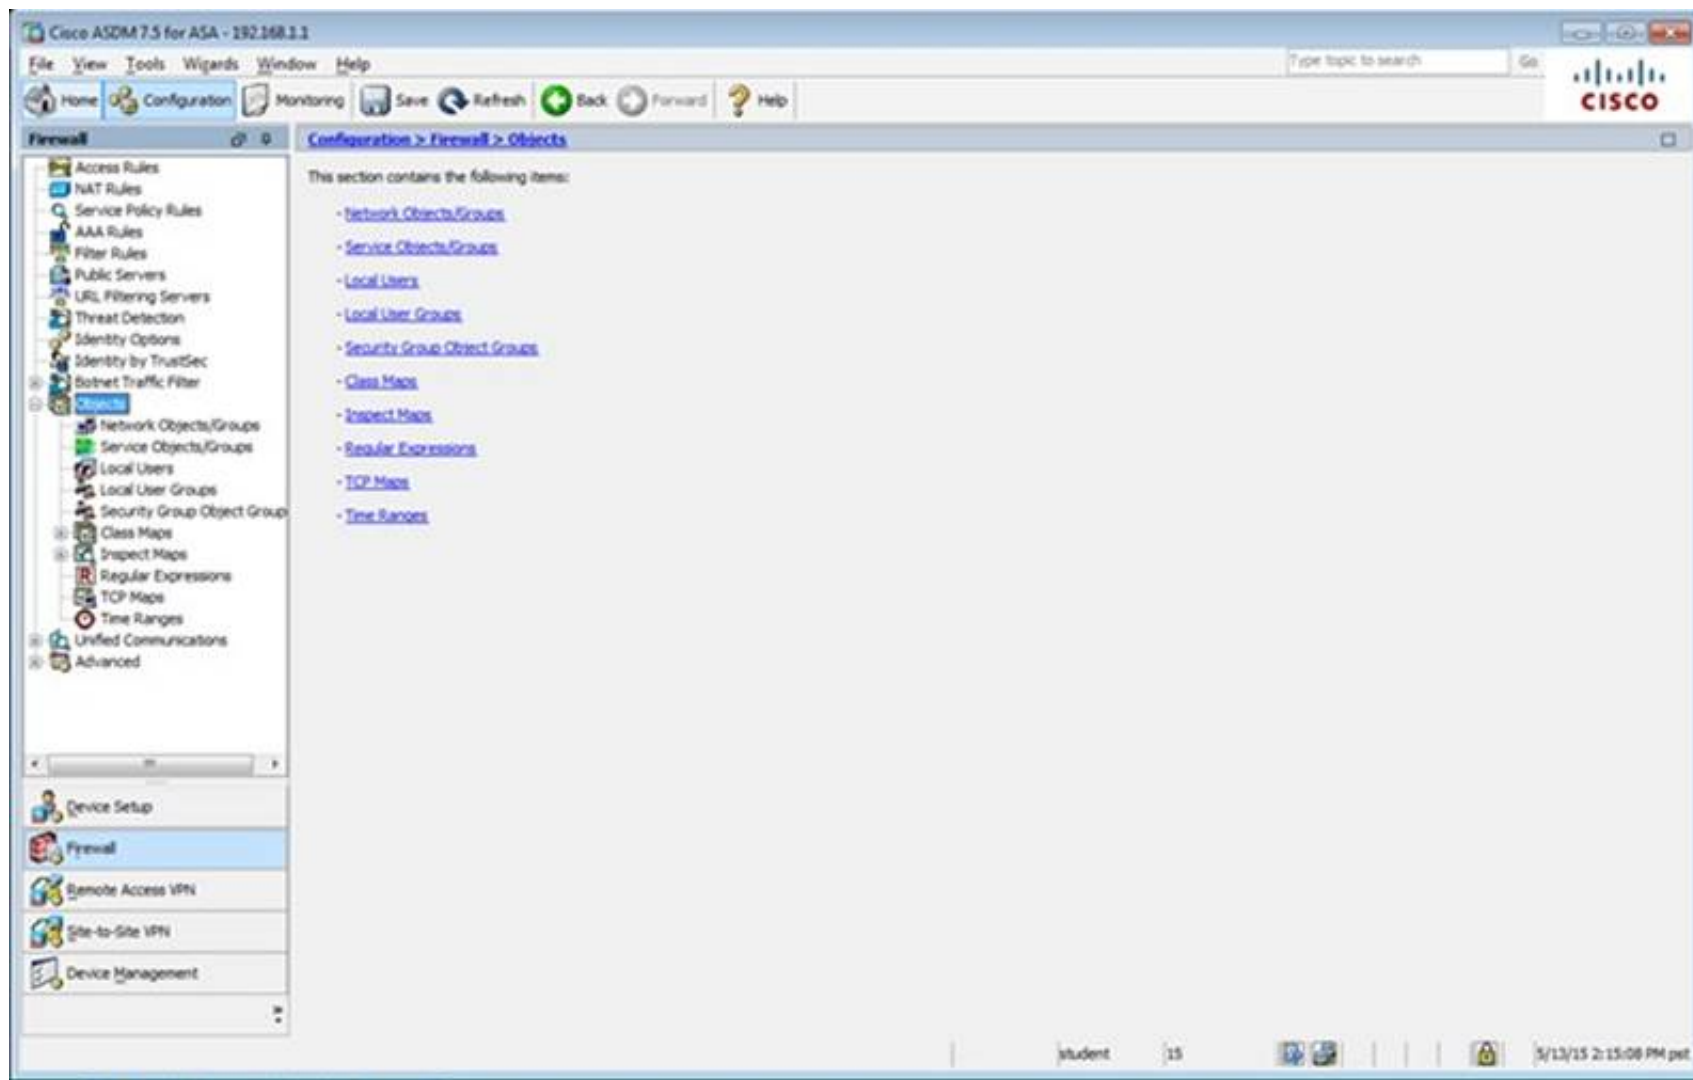 Cisco ASDM 7.5 for ASA - 192.168.1.1
File View Tools Wizards Window Help
Type topic to search Go
Home Configuration Monitoring Save Refresh Back Forward Help
CISCO
Firewall
Configuration > Firewall > Objects
Access Rules
NAT Rules
Service Policy Rules
AAA Rules
Filter Rules
Public Servers
URL Filtering Servers
Threat Detection
Identity Options
Identity by TrustSec
Botnet Traffic Filter
Objects
Network Objects/Groups
Service Objects/Groups
Local Users
Local User Groups
Security Group Object Group
Class Maps
Inspect Maps
Regular Expressions
TCP Maps
Time Ranges
Unified Communications
Advanced
Device Setup
Firewall
Remote Access VPN
Site-to-Site VPN
Device Management
This section contains the following items:
- Network Objects/Groups
- Service Objects/Groups
- Local Users
- Local User Groups
- Security Group Object Groups
- Class Maps
- Inspect Maps
- Regular Expressions
- TCP Maps
- Time Ranges
student 15 5/13/15 2:15:08 PM pst